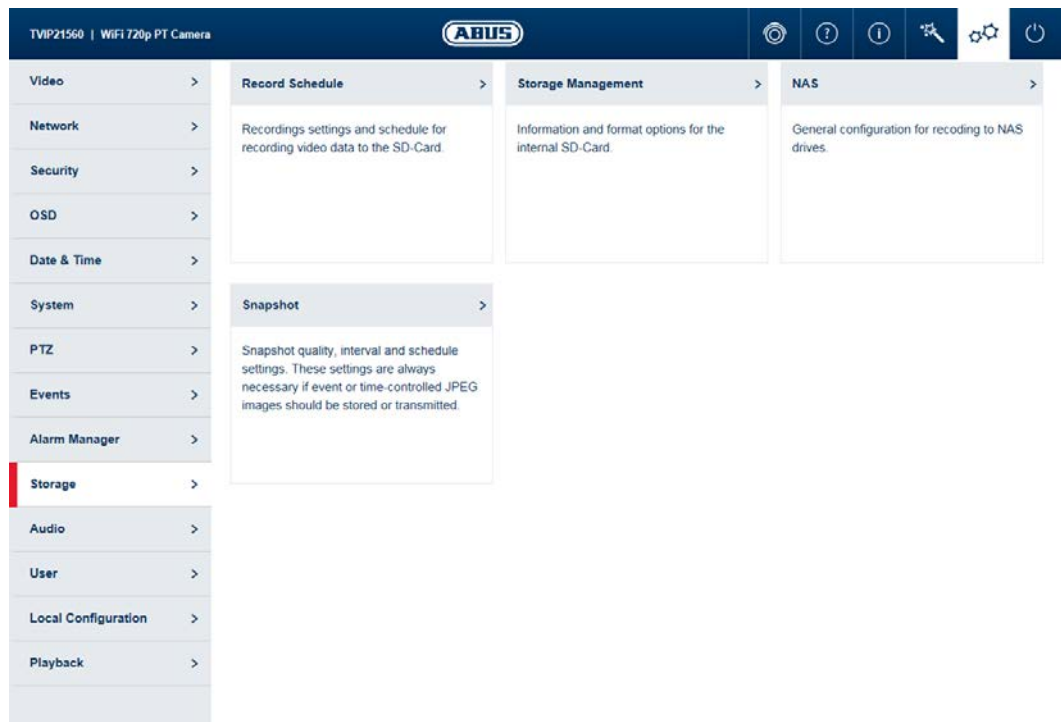 TVIP21560 | WiFi 720p PT Camera
ABUS
Video
Network
Security
OSD
Date & Time
System
PTZ
Events
Alarm Manager
Storage
Audio
User
Local Configuration
Playback
Record Schedule
Recordings settings and schedule for
recording video data to the SD-Card.
Storage Management
Information and format options for the
internal SD-Card.
NAS
General configuration for recoding to NAS
drives.
Snapshot
Snapshot quality, interval and schedule
settings. These settings are always
necessary if event or time-controlled JPEG
images should be stored or transmitted.